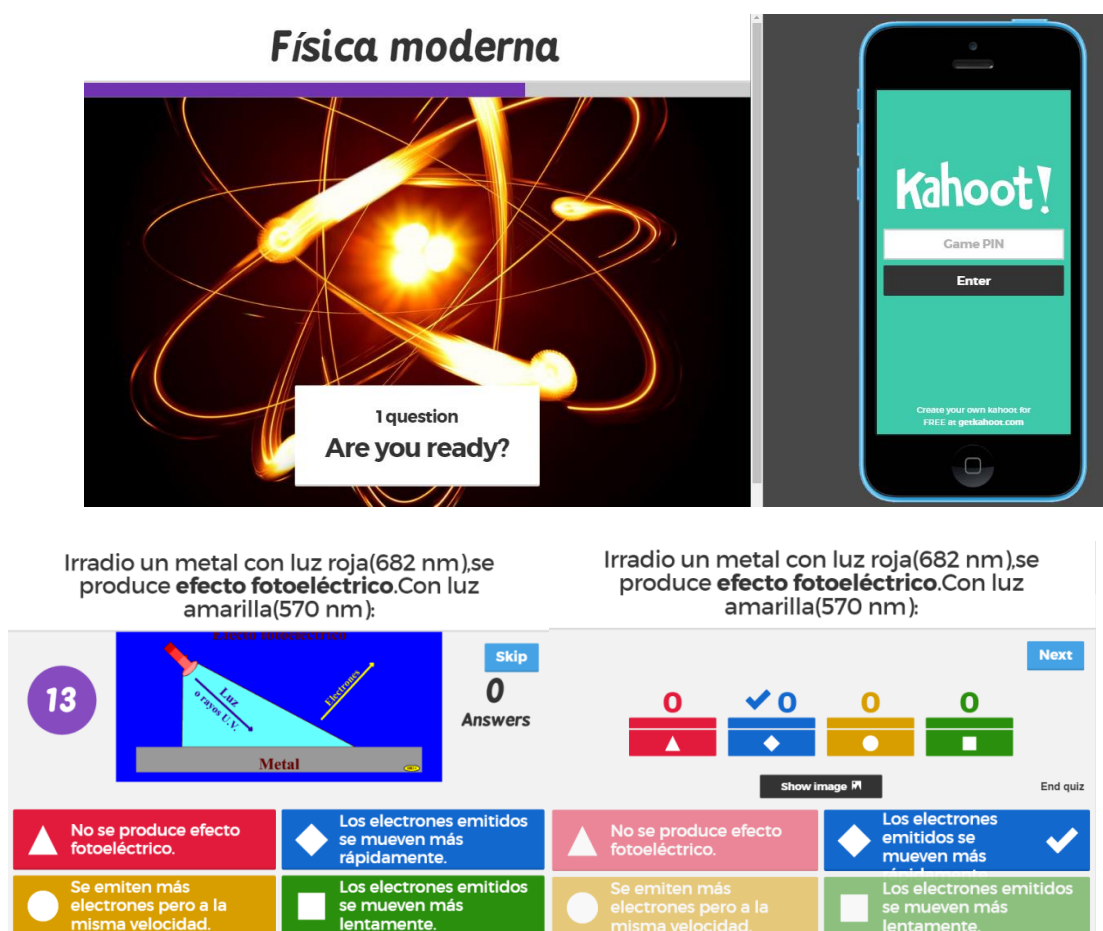 Física moderna
1 question
Are you ready?
Kahoot!
Game PIN
Enter
Create your own kahoot for
FREE at getkahoot.com
Irradio un metal con luz roja(682 nm),se
produce efecto fotoeléctrico.Con luz
amarilla(570 nm):
13
Efecto fotoeléctrico
Luz
o rayos U.V.
Electrones
Metal
Skip
0
Answers
No se produce efecto
fotoeléctrico.
Los electrones emitidos
se mueven más
rápidamente.
Se emiten más
electrones pero a la
misma velocidad.
Los electrones emitidos
se mueven más
lentamente.
Irradio un metal con luz roja(682 nm),se
produce efecto fotoeléctrico.Con luz
amarilla(570 nm):
Next
0 0 0 0
Show image
End quiz
No se produce efecto
fotoeléctrico.
Los electrones
emitidos se
mueven más
rápidamente.
Se emiten más
electrones pero a la
misma velocidad.
Los electrones emitidos
se mueven más
lentamente.